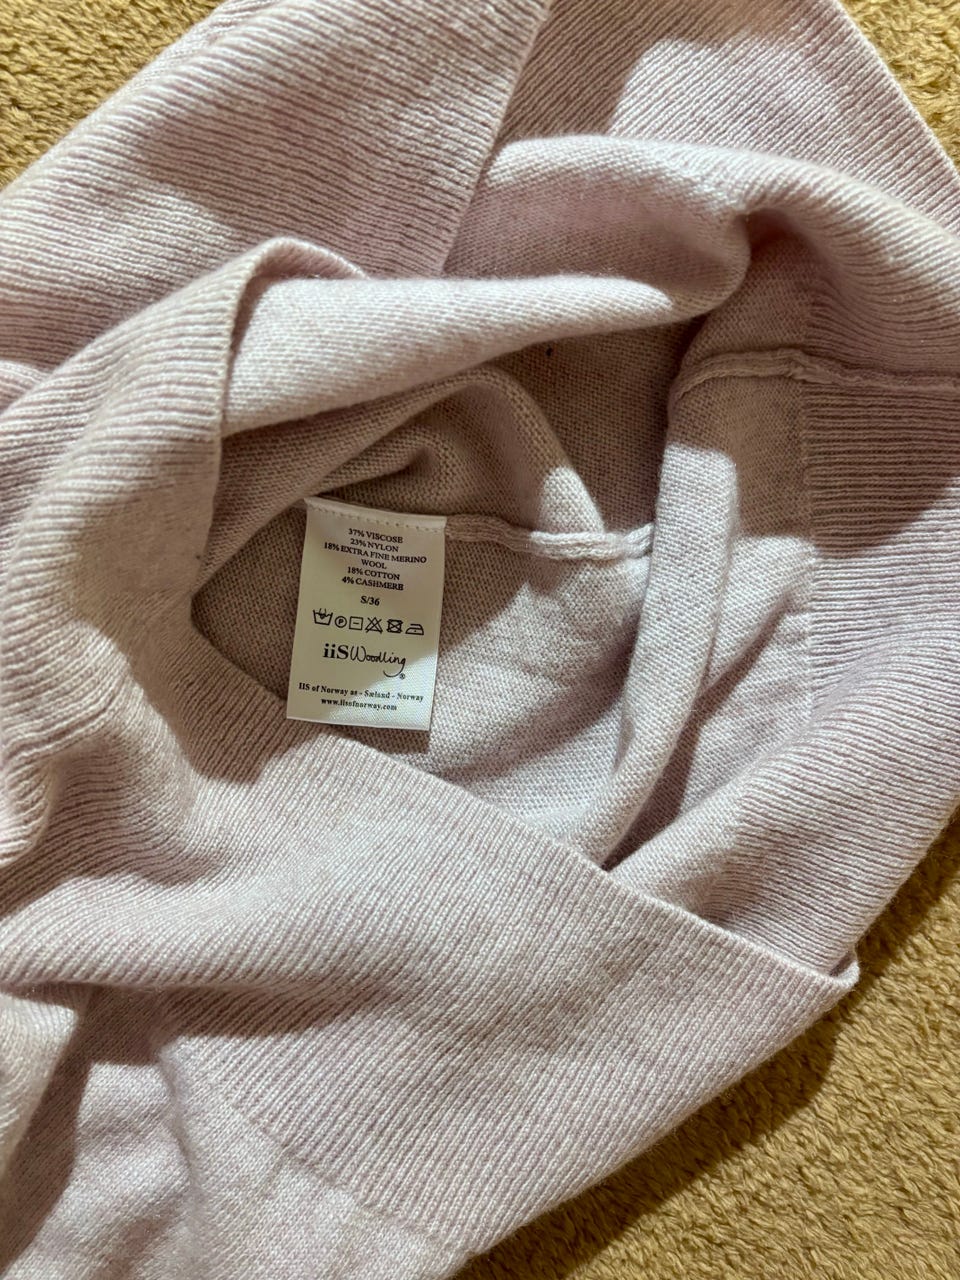 37% VISCOSE
23% NYLON
18% EXTRA FINE MERINO
WOOL
18% COTTON
4% CASHMERE
S/36
P
iiS Woodling®
IIS of Norway as - Sæland - Norway
www.iisofnorway.com